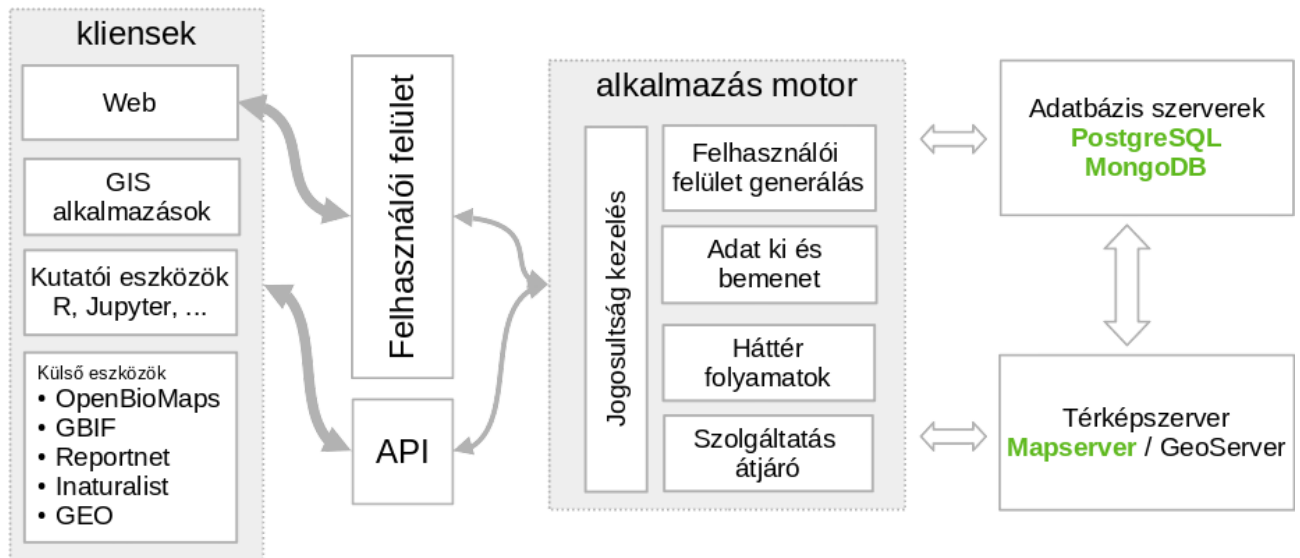 kliensek
Web
GIS
alkalmazások
Kutatói eszközök
R, Jupyter, ...
Külső eszközök
• OpenBioMaps
• GBIF
• Reportnet
• Inaturalist
• GEO
Felhasználói felület
API
alkalmazás motor
Jogosultság kezelés
Felhasználói
felület generálás
Adat ki és
bemenet
Háttér
folyamatok
Szolgáltatás
átjáró
Adatbázis szerverek
PostgreSQL
MongoDB
Térképszerver
Mapserver / GeoServer